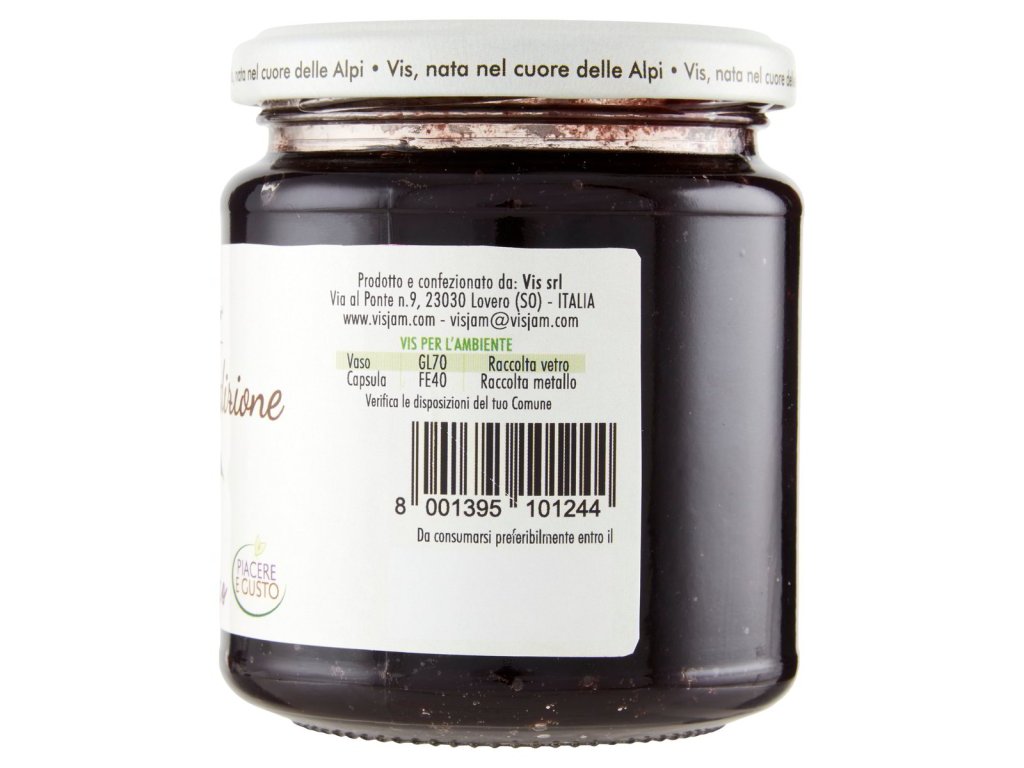 nata nel cuore delle Alpi • Vis, nata nel cuore delle Alpi • Vis, nata nel cuore
Prodotto e confezionato da: Vis srl
Via al Ponte n.9, 23030 Lovero (SO) - ITALIA
www.visjam.com - visjam@visjam.com
VIS PER L'AMBIENTE
Vaso GL70 Raccolta vetro
Capsula FE40 Raccolta metallo
Verifica le disposizioni del tuo Comune
8 001395 101244
Da consumarsi preferibilmente entro il
PIACERE
E GUSTO